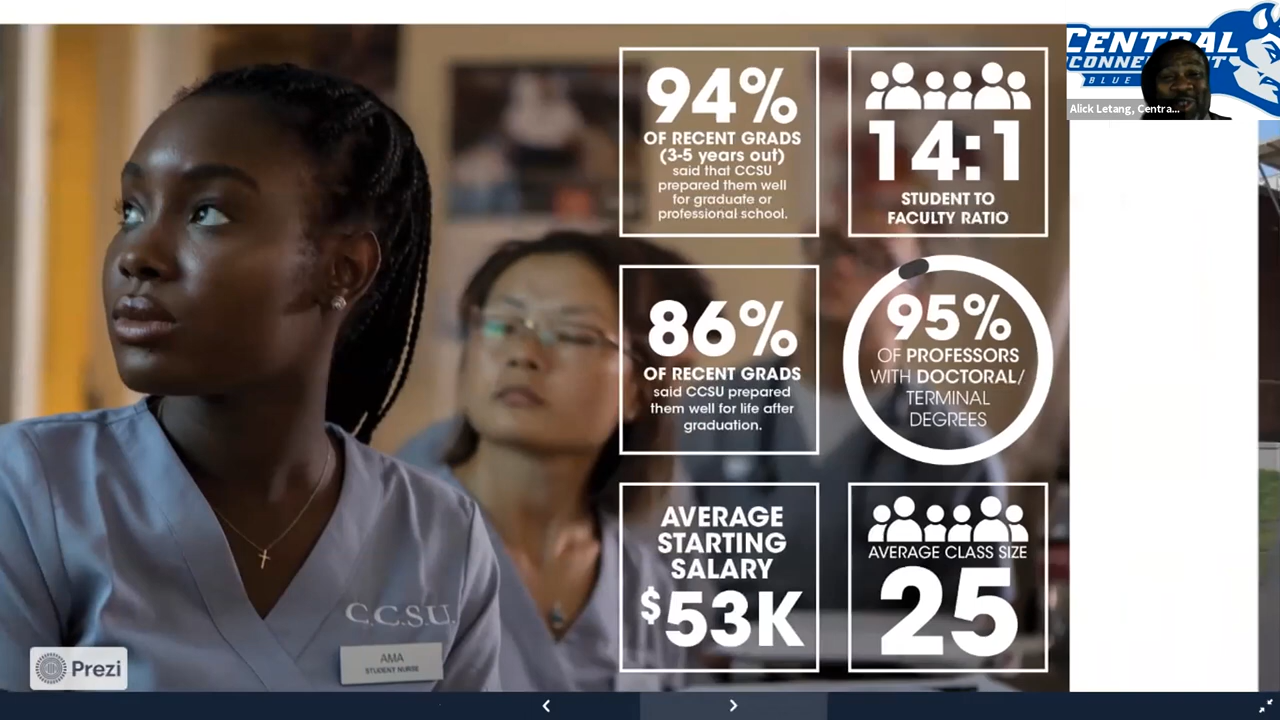 94%
OF RECENT GRADS
(3-5 years out)
said that CCSU
prepared them well
for graduate or
professional school.
14:1
STUDENT TO
FACULTY RATIO
86%
OF RECENT GRADS
said CCSU prepared
them well for life after
graduation.
95%
OF PROFESSORS
WITH DOCTORAL/
TERMINAL
DEGREES
AVERAGE
STARTING
SALARY
$53K
AVERAGE CLASS SIZE
25
CENTRAL
BLUE
Alick Letang, Centra...
C.C.S.U.
AMA
STUDENT NURSE
Prezi